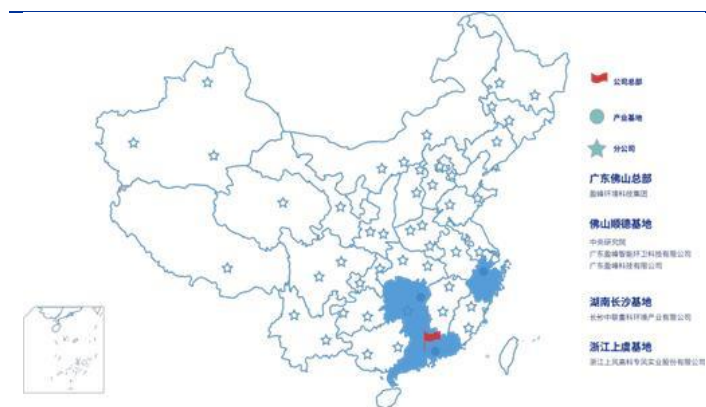 公司总部
产业基地
分公司
广东佛山总部
盈峰环境科技集团
佛山顺德基地
中央研究院
广东盈峰智能环卫科技有限公司
广东盈峰科技有限公司
湖南长沙基地
长沙中联重科环境产业有限公司
浙江上虞基地
浙江上风高科专风实业股份有限公司